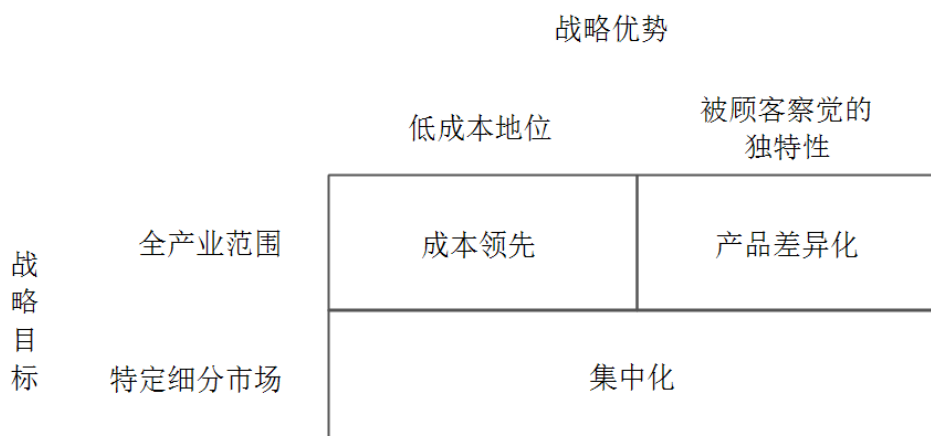 战略优势
低成本地位
被顾客察觉的
独特性
战略目标
全产业范围
成本领先
产品差异化
特定细分市场
集中化